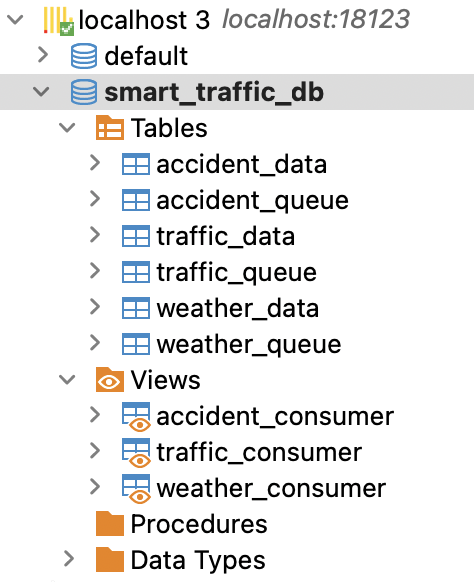 localhost 3 localhost:18123
default
smart_traffic_db
Tables
accident_data
accident_queue
traffic_data
traffic_queue
weather_data
weather_queue
Views
accident_consumer
traffic_consumer
weather_consumer
Procedures
Data Types